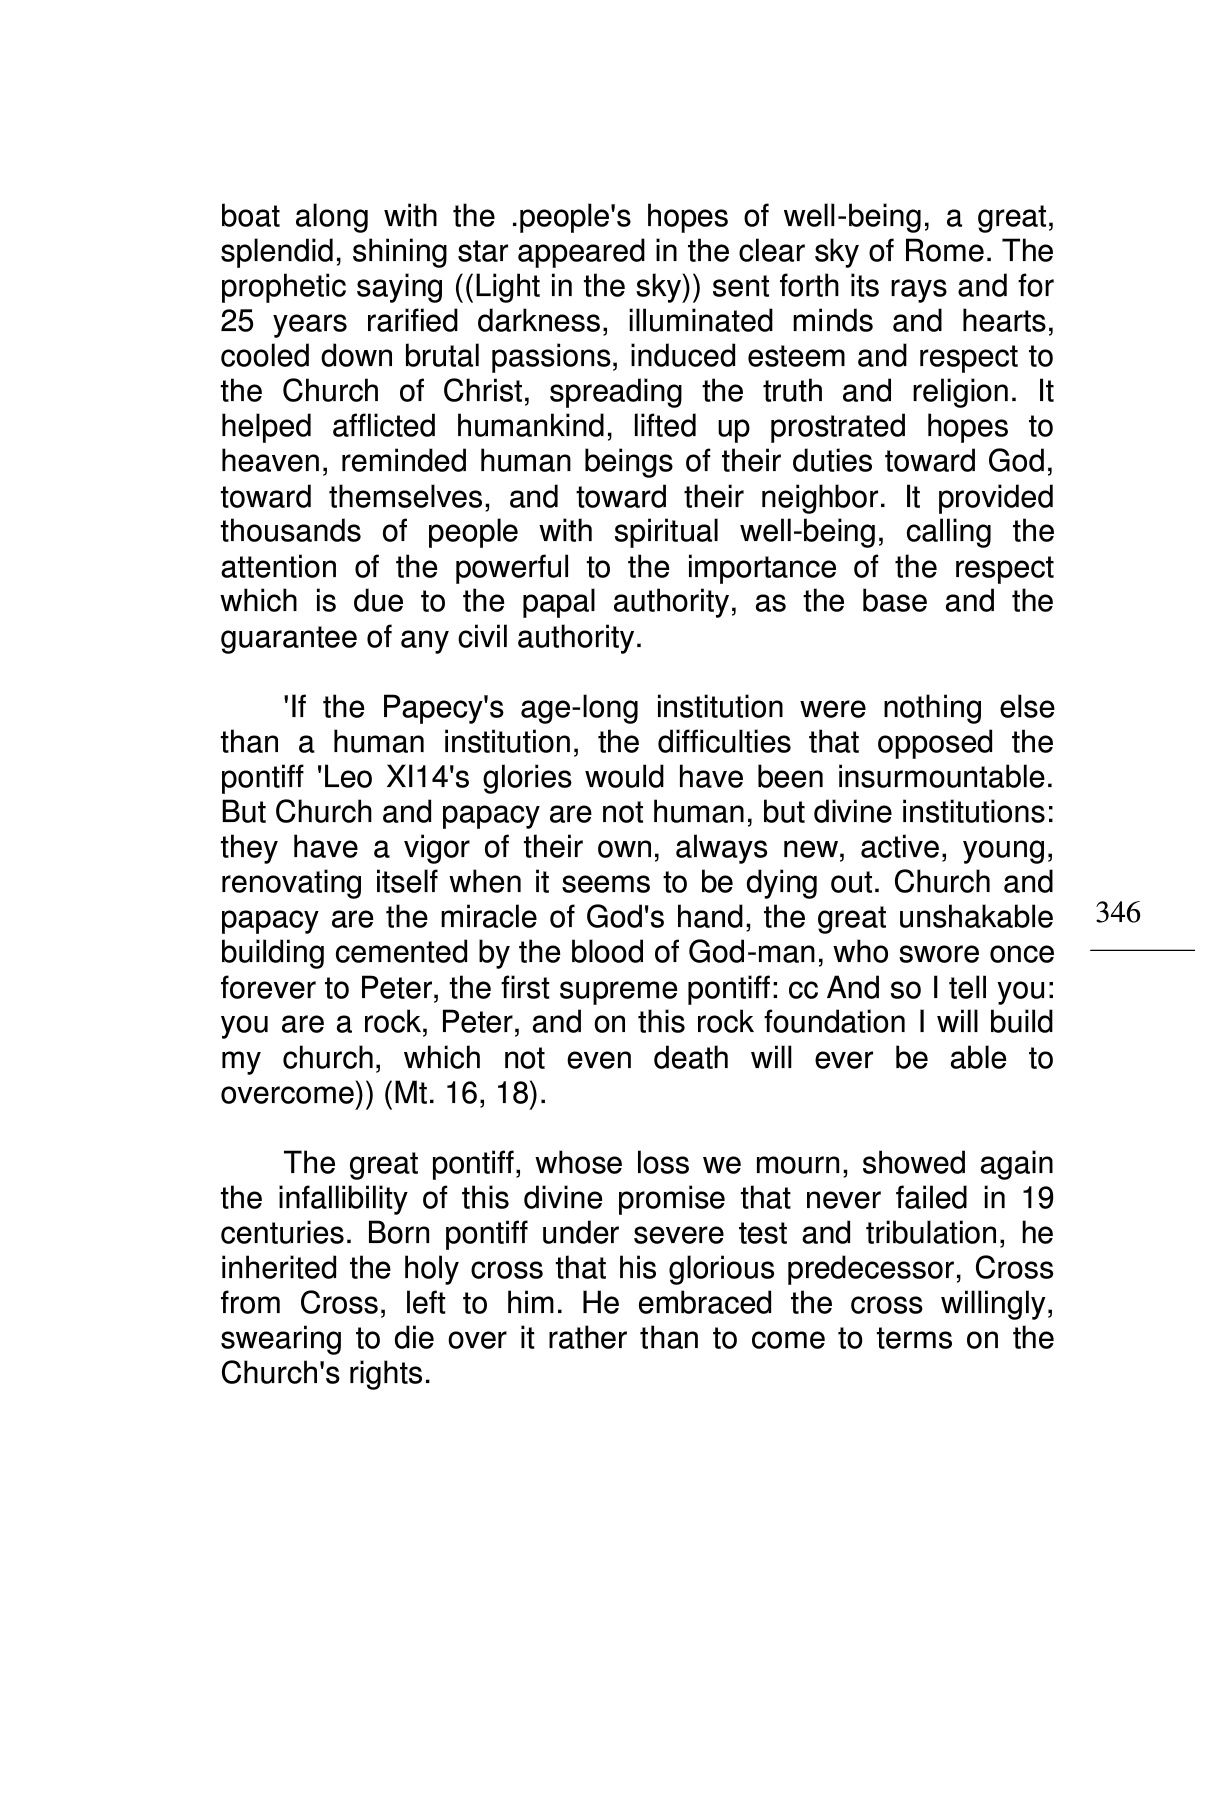 boat along with the .people's hopes of well-being, a great,
splendid, shining star appeared in the clear sky of Rome. The
prophetic saying ((Light in the sky)) sent forth its rays and for
25 years rarified darkness, illuminated minds and hearts,
cooled down brutal passions, induced esteem and respect to
the Church of Christ, spreading the truth and religion. It
helped afflicted humankind, lifted up prostrated hopes to
heaven, reminded human beings of their duties toward God,
toward themselves, and toward their neighbor. It provided
thousands of people with spiritual well-being, calling the
attention of the powerful to the importance of the respect
which is due to the papal authority, as the base and the
guarantee of any civil authority.
'If the Papecy's age-long institution were nothing else
than a human institution, the difficulties that opposed the
pontiff 'Leo Xl14's glories would have been insurmountable.
But Church and papacy are not human, but divine institutions:
they have a vigor of their own, always new, active, young,
renovating itself when it seems to be dying out. Church and
papacy are the miracle of God's hand, the great unshakable
building cemented by the blood of God-man, who swore once
forever to Peter, the first supreme pontiff: cc And so I tell you:
you are a rock, Peter, and on this rock foundation I will build
my church, which not even death will ever be able to
overcome)) (Mt. 16, 18).
The great pontiff, whose loss we mourn, showed again
the infallibility of this divine promise that never failed in 19
centuries. Born pontiff under severe test and tribulation, he
inherited the holy cross that his glorious predecessor, Cross
from Cross, left to him. He embraced the cross willingly,
swearing to die over it rather than to come to terms on the
Church's rights.
346